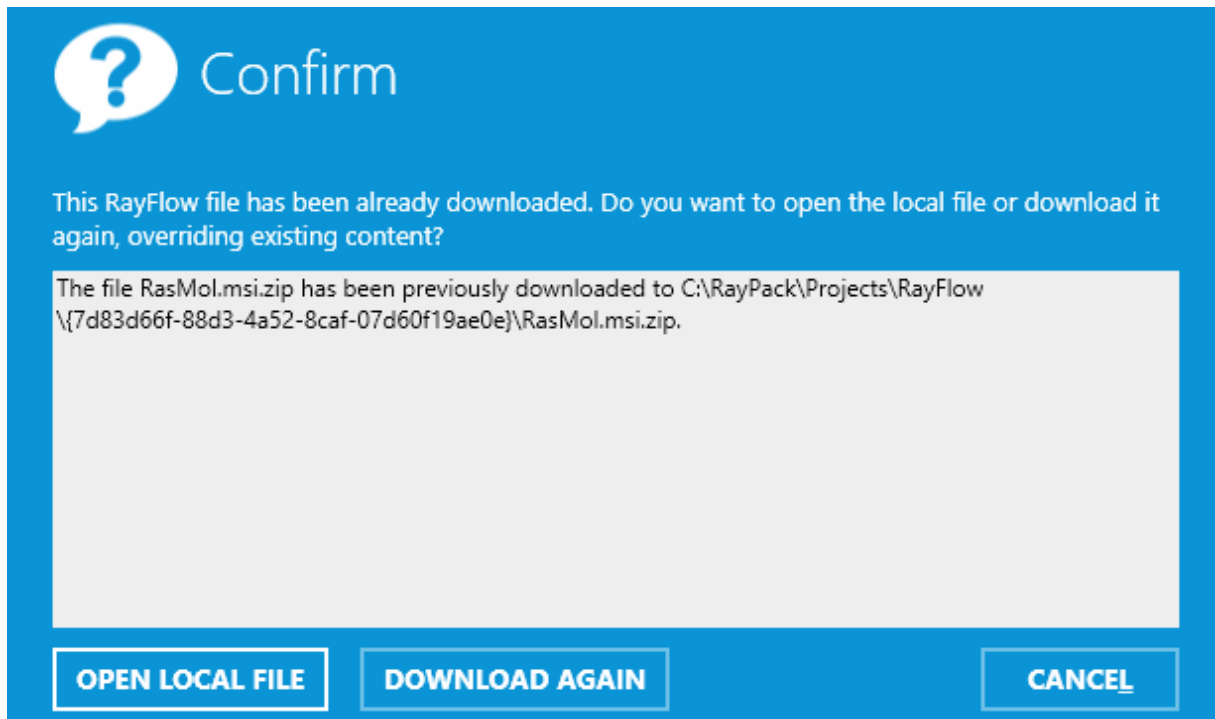 ?
Confirm
This RayFlow file has been already downloaded. Do you want to open the local file or download it
again, overriding existing content?
The file RasMol.msi.zip has been previously downloaded to C:\RayPack\Projects\RayFlow
\{7d83d66f-88d3-4a52-8caf-07d60f19ae0e}\RasMol.msi.zip.
OPEN LOCAL FILE
DOWNLOAD AGAIN
CANCEL